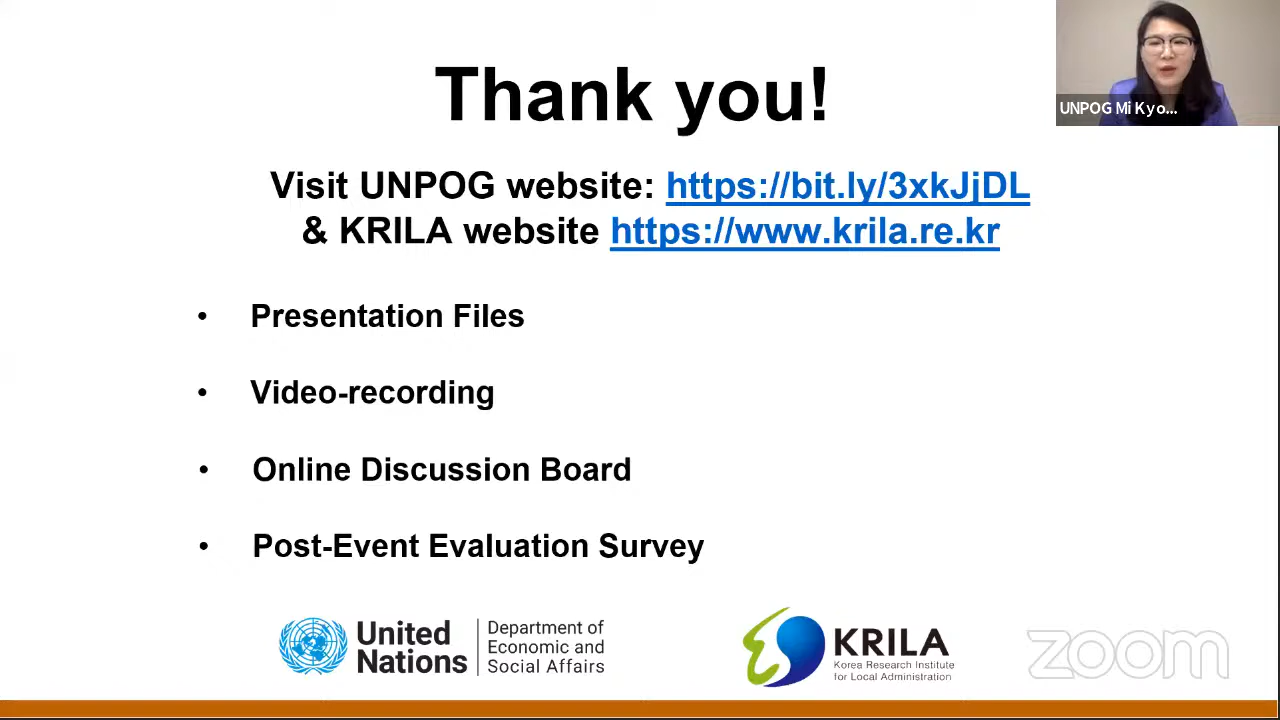 Thank you!
UNPOG Mi Kyo...
Visit UNPOG website: https://bit.ly/3xkJjDL
& KRILA website https://www.krila.re.kr
• Presentation Files
• Video-recording
• Online Discussion Board
• Post-Event Evaluation Survey
United
Nations
Department of
Economic and
Social Affairs
KRILA
Korea Research Institute
for Local Administration
zoom